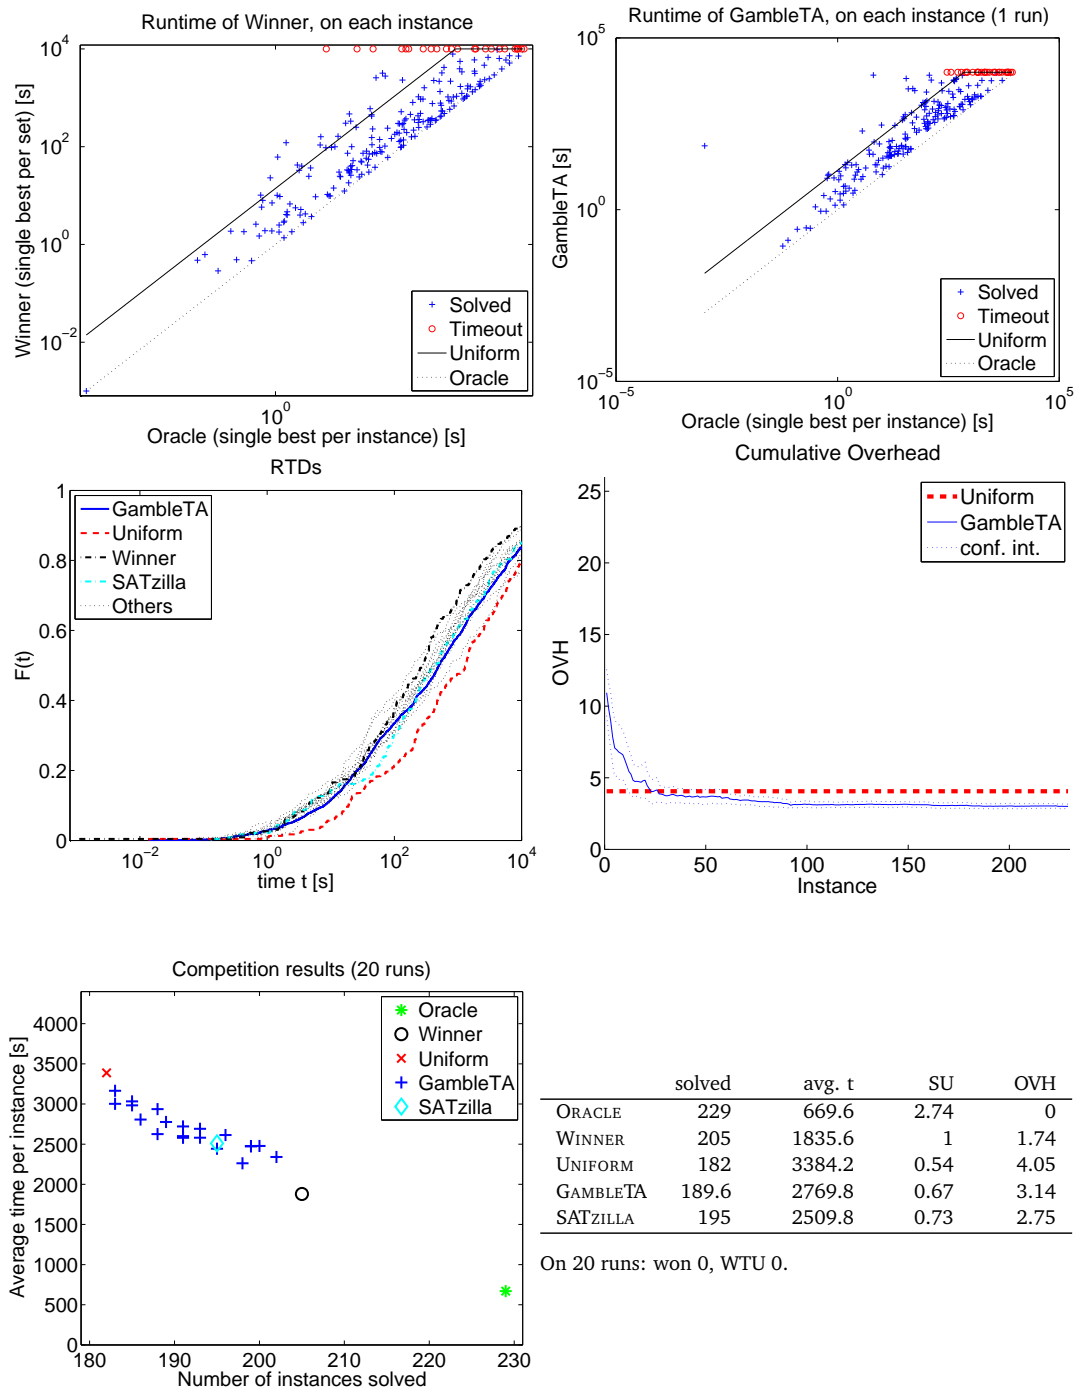 Runtime of Winner, on each instance
Winner (single best per set) [s]
10^4
10^2
10^0
10^−2
10^0
Oracle (single best per instance) [s]
Solved
Timeout
Uniform
Oracle
Runtime of GambleTA, on each instance (1 run)
GambleTA [s]
10^5
10^0
10^−5
10^−5
10^0
10^5
Oracle (single best per instance) [s]
Solved
Timeout
Uniform
Oracle
RTDs
F(t)
1
0.8
0.6
0.4
0.2
0
10^−2
10^0
10^2
10^4
time t [s]
GambleTA
Uniform
Winner
SATzilla
Others
Cumulative Overhead
OVH
25
20
15
10
5
0
0
50
100
150
200
Instance
Uniform
GambleTA
conf. int.
Competition results (20 runs)
Average time per instance [s]
4000
3500
3000
2500
2000
1500
1000
500
0
180
190
200
210
220
230
Number of instances solved
Oracle
Winner
Uniform
GambleTA
SATzilla
solved avg. t SU OVH
ORACLE 229 669.6 2.74 0
WINNER 205 1835.6 1 1.74
UNIFORM 182 3384.2 0.54 4.05
GAMBLETA 189.6 2769.8 0.67 3.14
SATZILLA 195 2509.8 0.73 2.75
On 20 runs: won 0, WTU 0.